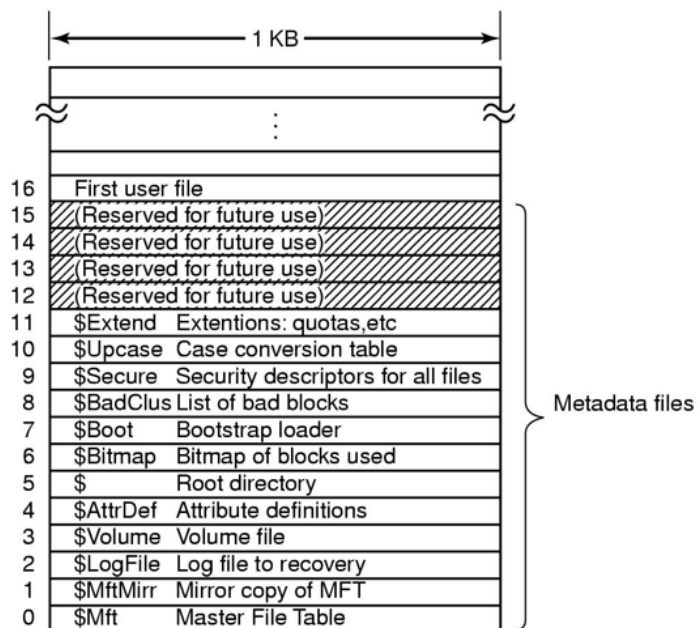 1 KB
16 First user file
15 (Reserved for future use)
14 (Reserved for future use)
13 (Reserved for future use)
12 (Reserved for future use)
11 $Extend Extentions: quotas,etc
10 $Upcase Case conversion table
9 $Secure Security descriptors for all files
8 $BadClus List of bad blocks
7 $Boot Bootstrap loader
6 $Bitmap Bitmap of blocks used
5 $ Root directory
4 $AttrDef Attribute definitions
3 $Volume Volume file
2 $LogFile Log file to recovery
1 $MftMirr Mirror copy of MFT
0 $Mft Master File Table
Metadata files